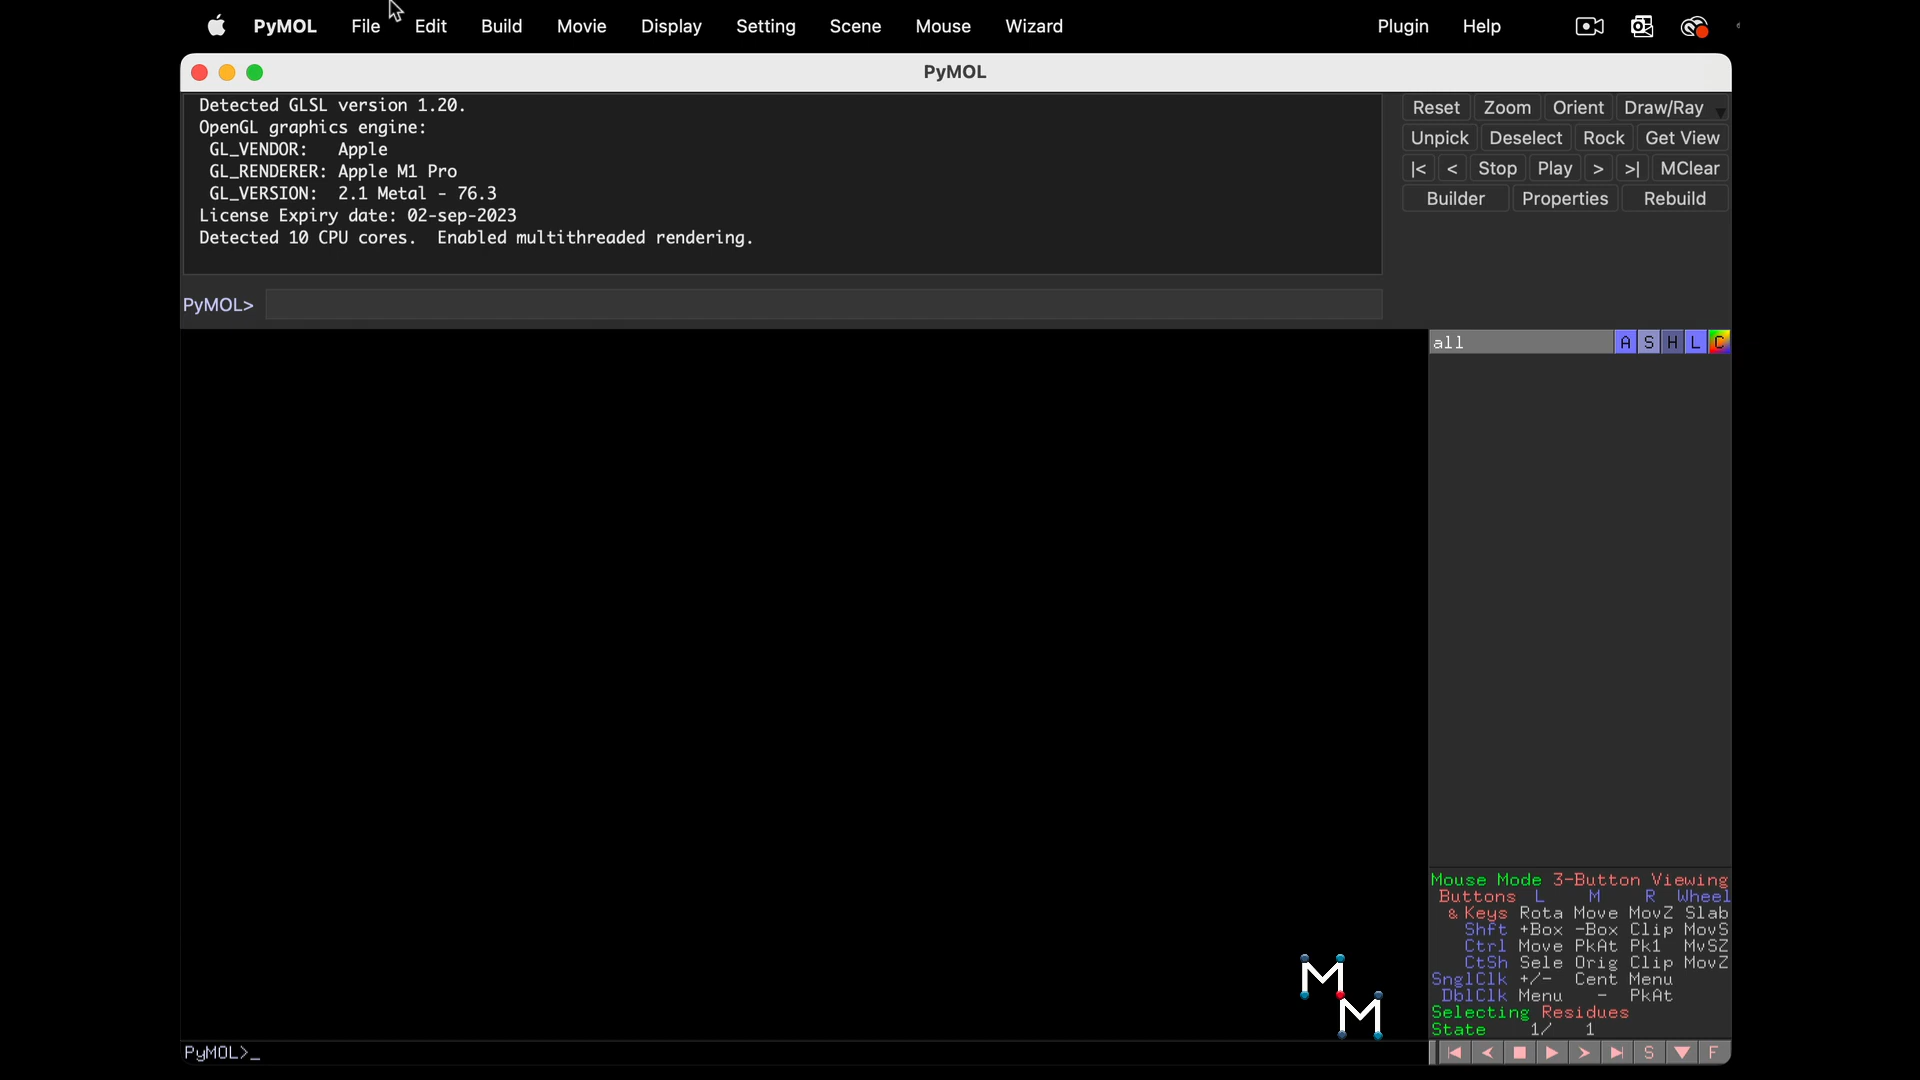 PyMOL File Edit Build Movie Display Setting Scene Mouse Wizard Plugin Help
PyMOL
Detected GLSL version 1.20.
OpenGL graphics engine:
GL_VENDOR: Apple
GL_RENDERER: Apple M1 Pro
GL_VERSION: 2.1 Metal - 76.3
License Expiry date: 02-sep-2023
Detected 10 CPU cores. Enabled multithreaded rendering.
Reset Zoom Orient Draw/Ray
Unpick Deselect Rock Get View
|< < Stop Play > >| MClear
Builder Properties Rebuild
PyMOL>
all A S H L C
Mouse Mode 3-Button Viewing
Buttons L M R Wheel
& Keys Rota Move MovZ Slab
Shft +Box -Box Clip MovS
Ctrl Move PkAt Pk1 MvSZ
CtSh Sele Orig Clip MovZ
SnglClk +/- Cent Menu
DblClk Menu - PkAt
Selecting Residues
State 1/ 1
M
M
PyMOL>_
S F